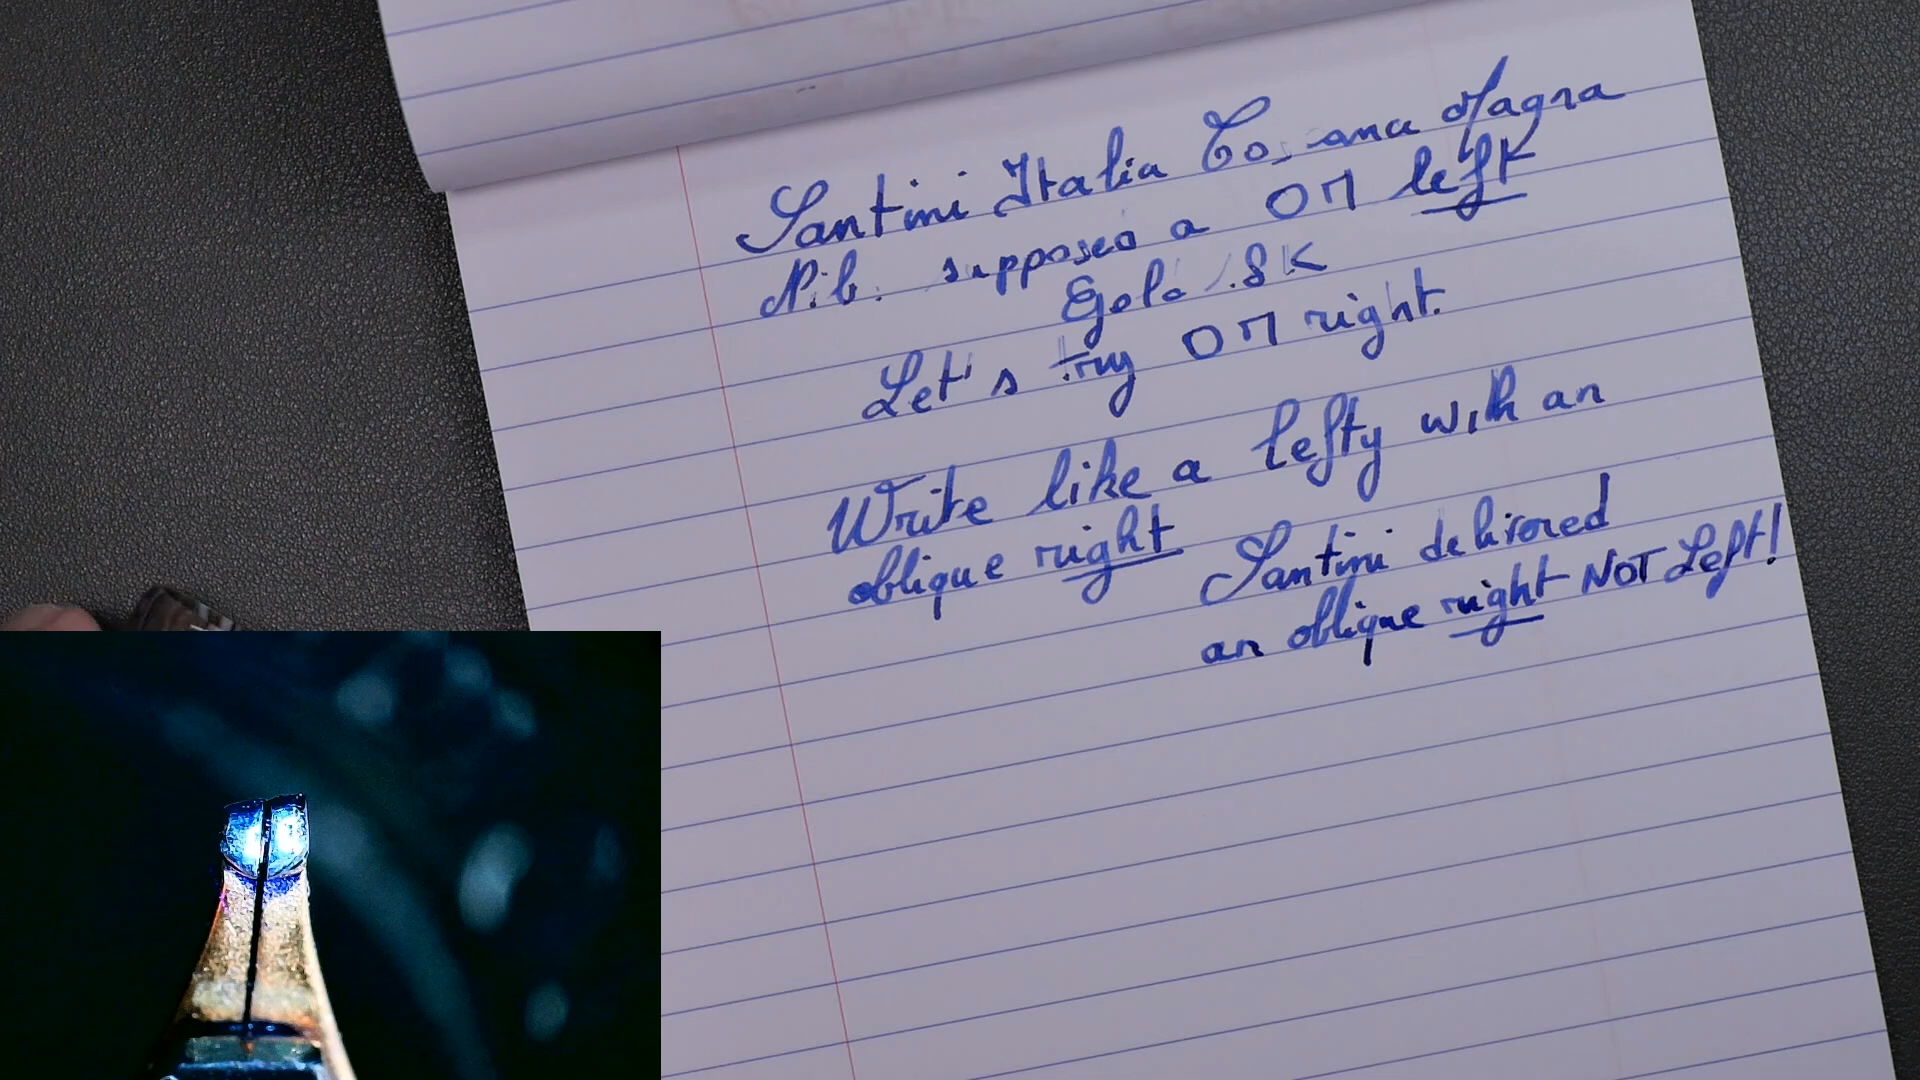 Santini Italia Toscana Magna
Nib. supposed a OM left
Gold 18K
Let's try OM right.
Write like a lefty with an
oblique right
Santini delivered
an oblique right NOT Left!